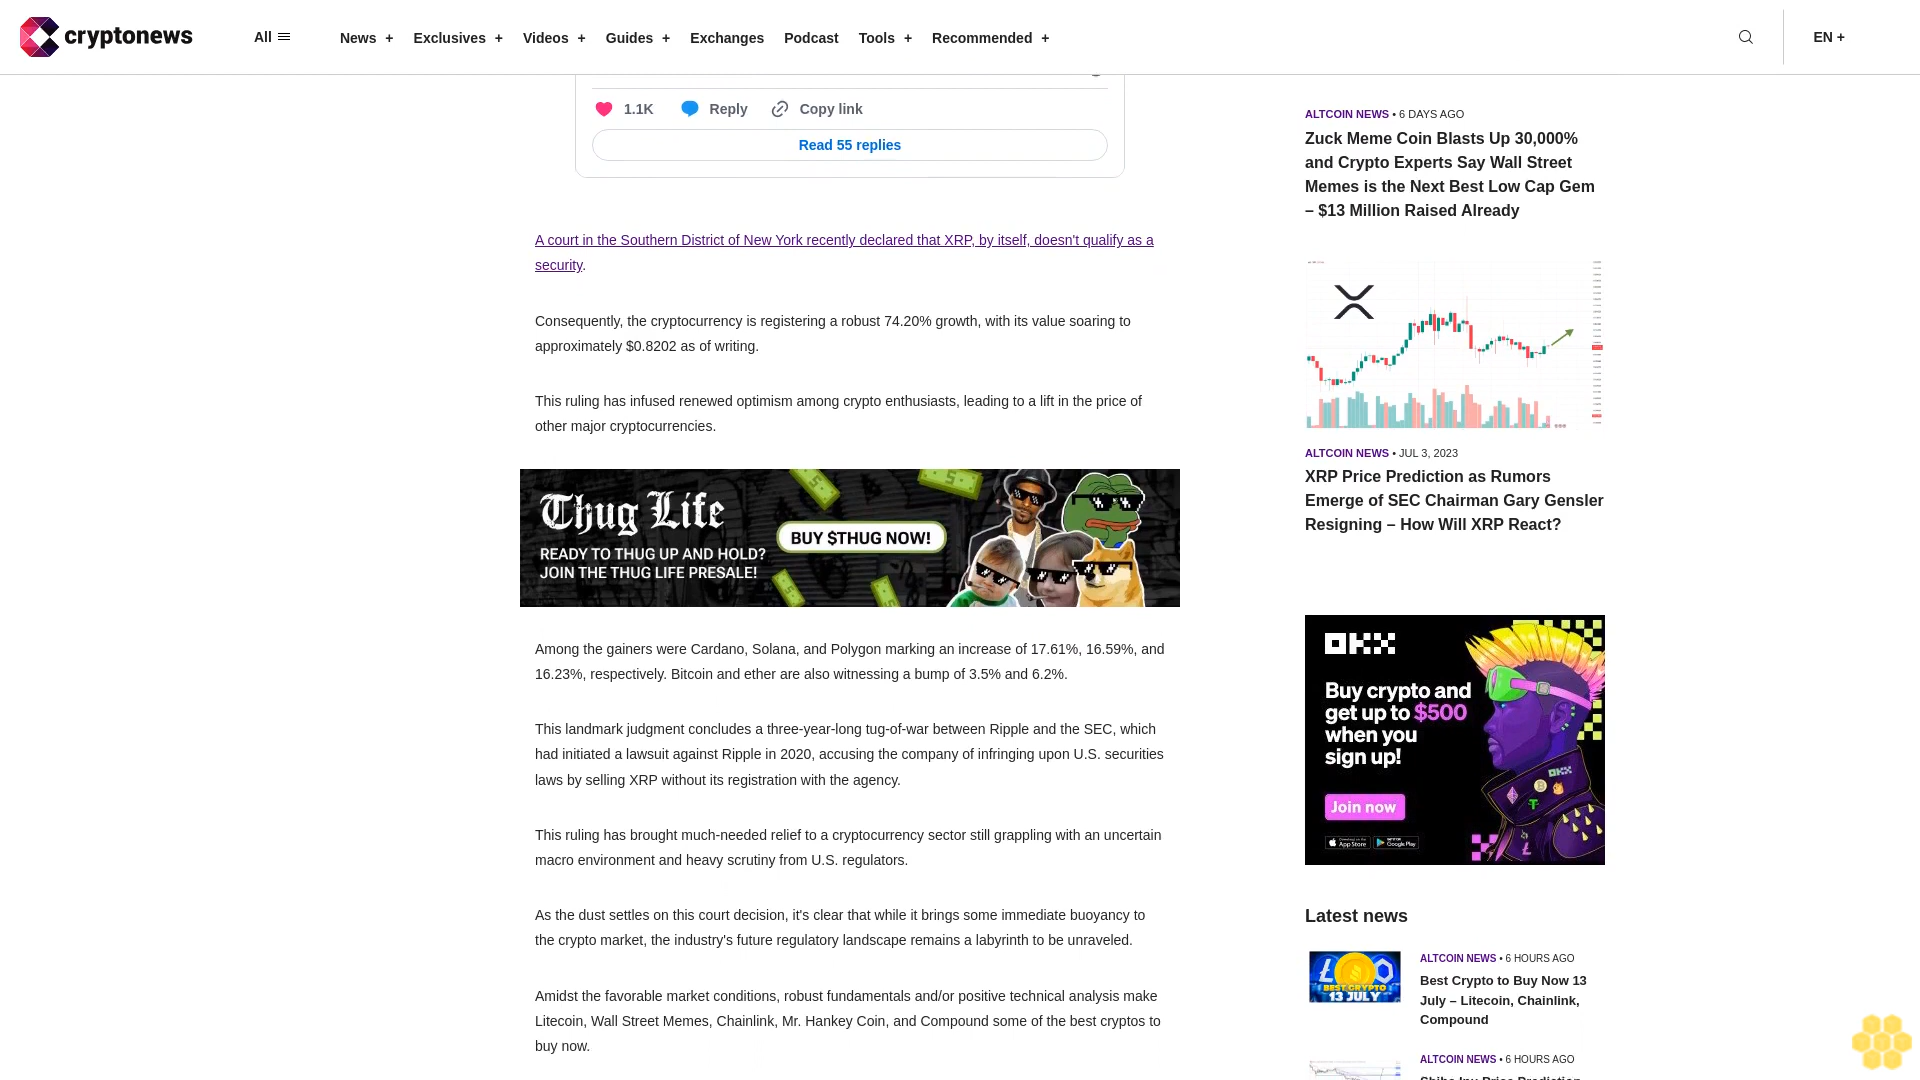 cryptonews
All
News +
Exclusives +
Videos +
Guides +
Exchanges
Podcast
Tools +
Recommended +
EN +
1.1K
Reply
Copy link
Read 55 replies
A court in the Southern District of New York recently declared that XRP, by itself, doesn't qualify as a
security.
Consequently, the cryptocurrency is registering a robust 74.20% growth, with its value soaring to
approximately $0.8202 as of writing.
This ruling has infused renewed optimism among crypto enthusiasts, leading to a lift in the price of
other major cryptocurrencies.
Thug Life
READY TO THUG UP AND HOLD?
JOIN THE THUG LIFE PRESALE!
BUY $THUG NOW!
Among the gainers were Cardano, Solana, and Polygon marking an increase of 17.61%, 16.59%, and
16.23%, respectively. Bitcoin and ether are also witnessing a bump of 3.5% and 6.2%.
This landmark judgment concludes a three-year-long tug-of-war between Ripple and the SEC, which
had initiated a lawsuit against Ripple in 2020, accusing the company of infringing upon U.S. securities
laws by selling XRP without its registration with the agency.
This ruling has brought much-needed relief to a cryptocurrency sector still grappling with an uncertain
macro environment and heavy scrutiny from U.S. regulators.
As the dust settles on this court decision, it's clear that while it brings some immediate buoyancy to
the crypto market, the industry's future regulatory landscape remains a labyrinth to be unraveled.
Amidst the favorable market conditions, robust fundamentals and/or positive technical analysis make
Litecoin, Wall Street Memes, Chainlink, Mr. Hankey Coin, and Compound some of the best cryptos to
buy now.
ALTCOIN NEWS • 6 DAYS AGO
Zuck Meme Coin Blasts Up 30,000%
and Crypto Experts Say Wall Street
Memes is the Next Best Low Cap Gem
– $13 Million Raised Already
ALTCOIN NEWS • JUL 3, 2023
XRP Price Prediction as Rumors
Emerge of SEC Chairman Gary Gensler
Resigning – How Will XRP React?
OKX
Buy crypto and
get up to $500
when you
sign up!
Join now
App Store
Google Play
OKX
Latest news
BEST CRYPTO
13 JULY
ALTCOIN NEWS • 6 HOURS AGO
Best Crypto to Buy Now 13
July – Litecoin, Chainlink,
Compound
ALTCOIN NEWS • 6 HOURS AGO
Shiba Inu Price Prediction